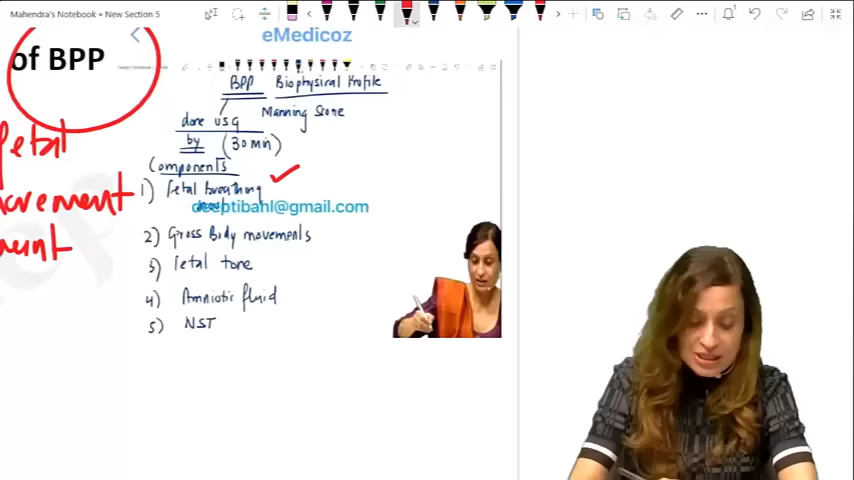 Mahendra's Notebook » New Section 5
eMedicoz
of BPP
BPP Biophysical Profile
done USG Manning Score
by (30 min)
Components
1) Fetal Breathing
deeptibahl@gmail.com
2) Gross Body movements
3) Fetal tone
4) Amniotic fluid
5) NST
Fetal